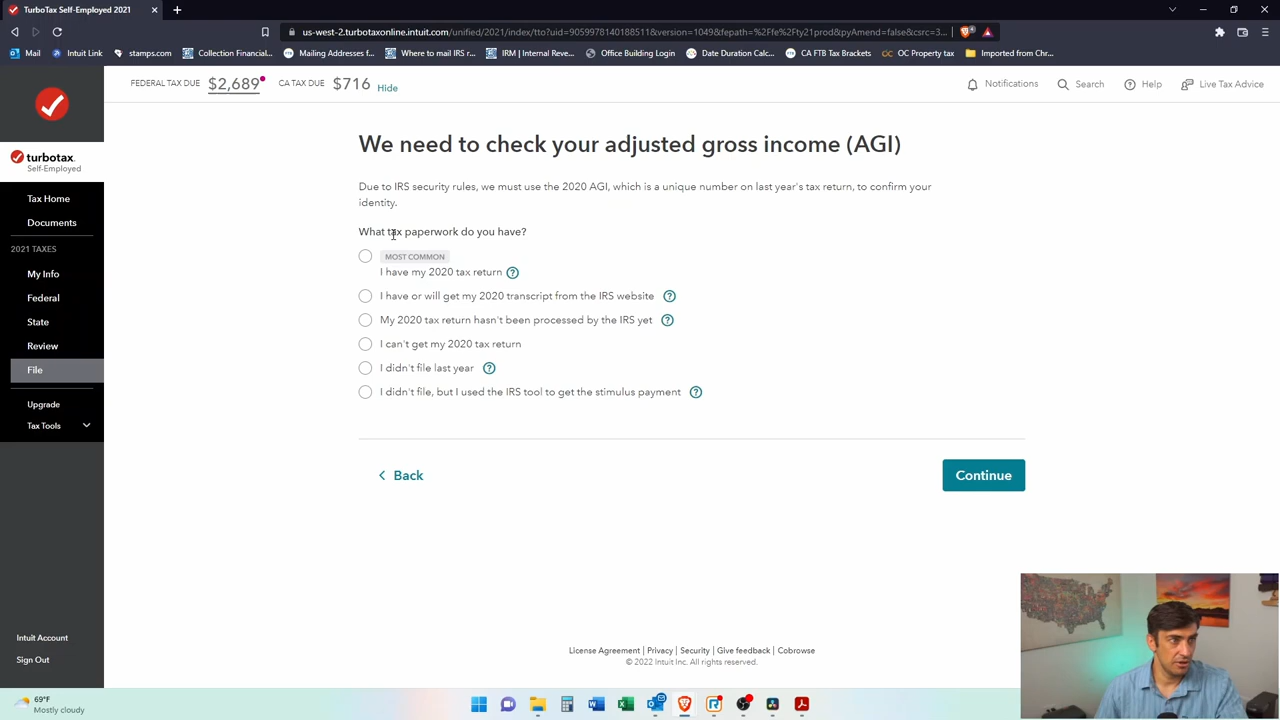 TurboTax Self-Employed 2021
us-west-2.turbotaxonline.intuit.com/unified/2021/index/tto?uid=9059978140188511&version=1049&fepath=%2Ffe%2Fty21prod&pyAmend=false&csrc=3...
Mail
Intuit Link
stamps.com
Collection Financial...
Mailing Addresses f...
Where to mail IRS r...
IRM | Internal Reve...
Office Building Login
Date Duration Calc...
CA FTB Tax Brackets
OC Property tax
Imported from Chr...
FEDERAL TAX DUE $2,689 CA TAX DUE $716 Hide
Notifications
Search
Help
Live Tax Advice
turbotax
Self-Employed
Tax Home
Documents
2021 TAXES
My Info
Federal
State
Review
File
Upgrade
Tax Tools
Intuit Account
Sign Out
We need to check your adjusted gross income (AGI)
Due to IRS security rules, we must use the 2020 AGI, which is a unique number on last year's tax return, to confirm your
identity.
What tax paperwork do you have?
MOST COMMON
I have my 2020 tax return ?
I have or will get my 2020 transcript from the IRS website ?
My 2020 tax return hasn't been processed by the IRS yet ?
I can't get my 2020 tax return
I didn't file last year ?
I didn't file, but I used the IRS tool to get the stimulus payment ?
Back
Continue
License Agreement | Privacy | Security | Give feedback | Cobrowse
© 2022 Intuit Inc. All rights reserved.
69°F
Mostly cloudy